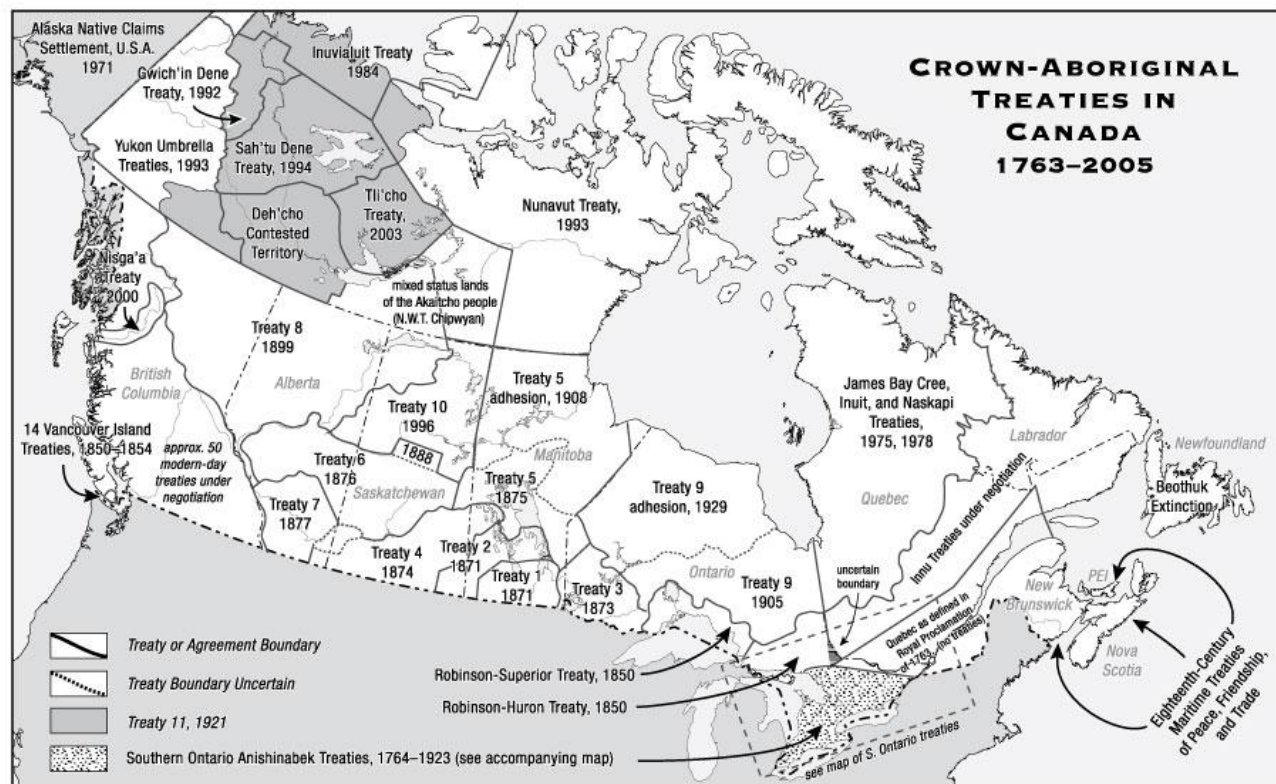 CROWN-ABORIGINAL
TREATIES IN
CANADA
1763–2005
Alaska Native Claims
Settlement, U.S.A.
1971
Inuvialuit Treaty
1984
Gwich'in Dene
Treaty, 1992
Yukon Umbrella
Treaties, 1993
Sah'tu Dene
Treaty, 1994
Tli'cho
Treaty,
2003
Deh'cho
Contested
Territory
Nunavut Treaty,
1993
Nisga'a
Treaty
2000
mixed status lands
of the Akaitcho people
(N.W.T. Chipwyan)
Treaty 8
1899
British
Columbia
Alberta
Treaty 5
adhesion, 1908
James Bay Cree,
Inuit, and Naskapi
Treaties,
1975, 1978
Labrador
Newfoundland
Beothuk
Extinction
14 Vancouver Island
Treaties, 1850–1854
approx. 50
modern-day
treaties under
negotiation
Treaty 10
1996
1888
Treaty 6
1876
Saskatchewan
Manitoba
Treaty 5
1875
Treaty 7
1877
Treaty 4
1874
Treaty 2
1871
Treaty 1
1871
Treaty 3
1873
Treaty 9
adhesion, 1929
Ontario
Treaty 9
1905
Quebec
uncertain
boundary
Innu Treaties under negotiation
Quebec as defined in
Royal Proclamation
of 1763 (no treaties)
New
Brunswick
PEI
Nova
Scotia
Eighteenth-Century
Maritime Treaties
of Peace, Friendship,
and Trade
Robinson-Superior Treaty, 1850
Robinson-Huron Treaty, 1850
see map of S. Ontario treaties
Treaty or Agreement Boundary
Treaty Boundary Uncertain
Treaty 11, 1921
Southern Ontario Anishinabek Treaties, 1764–1923 (see accompanying map)